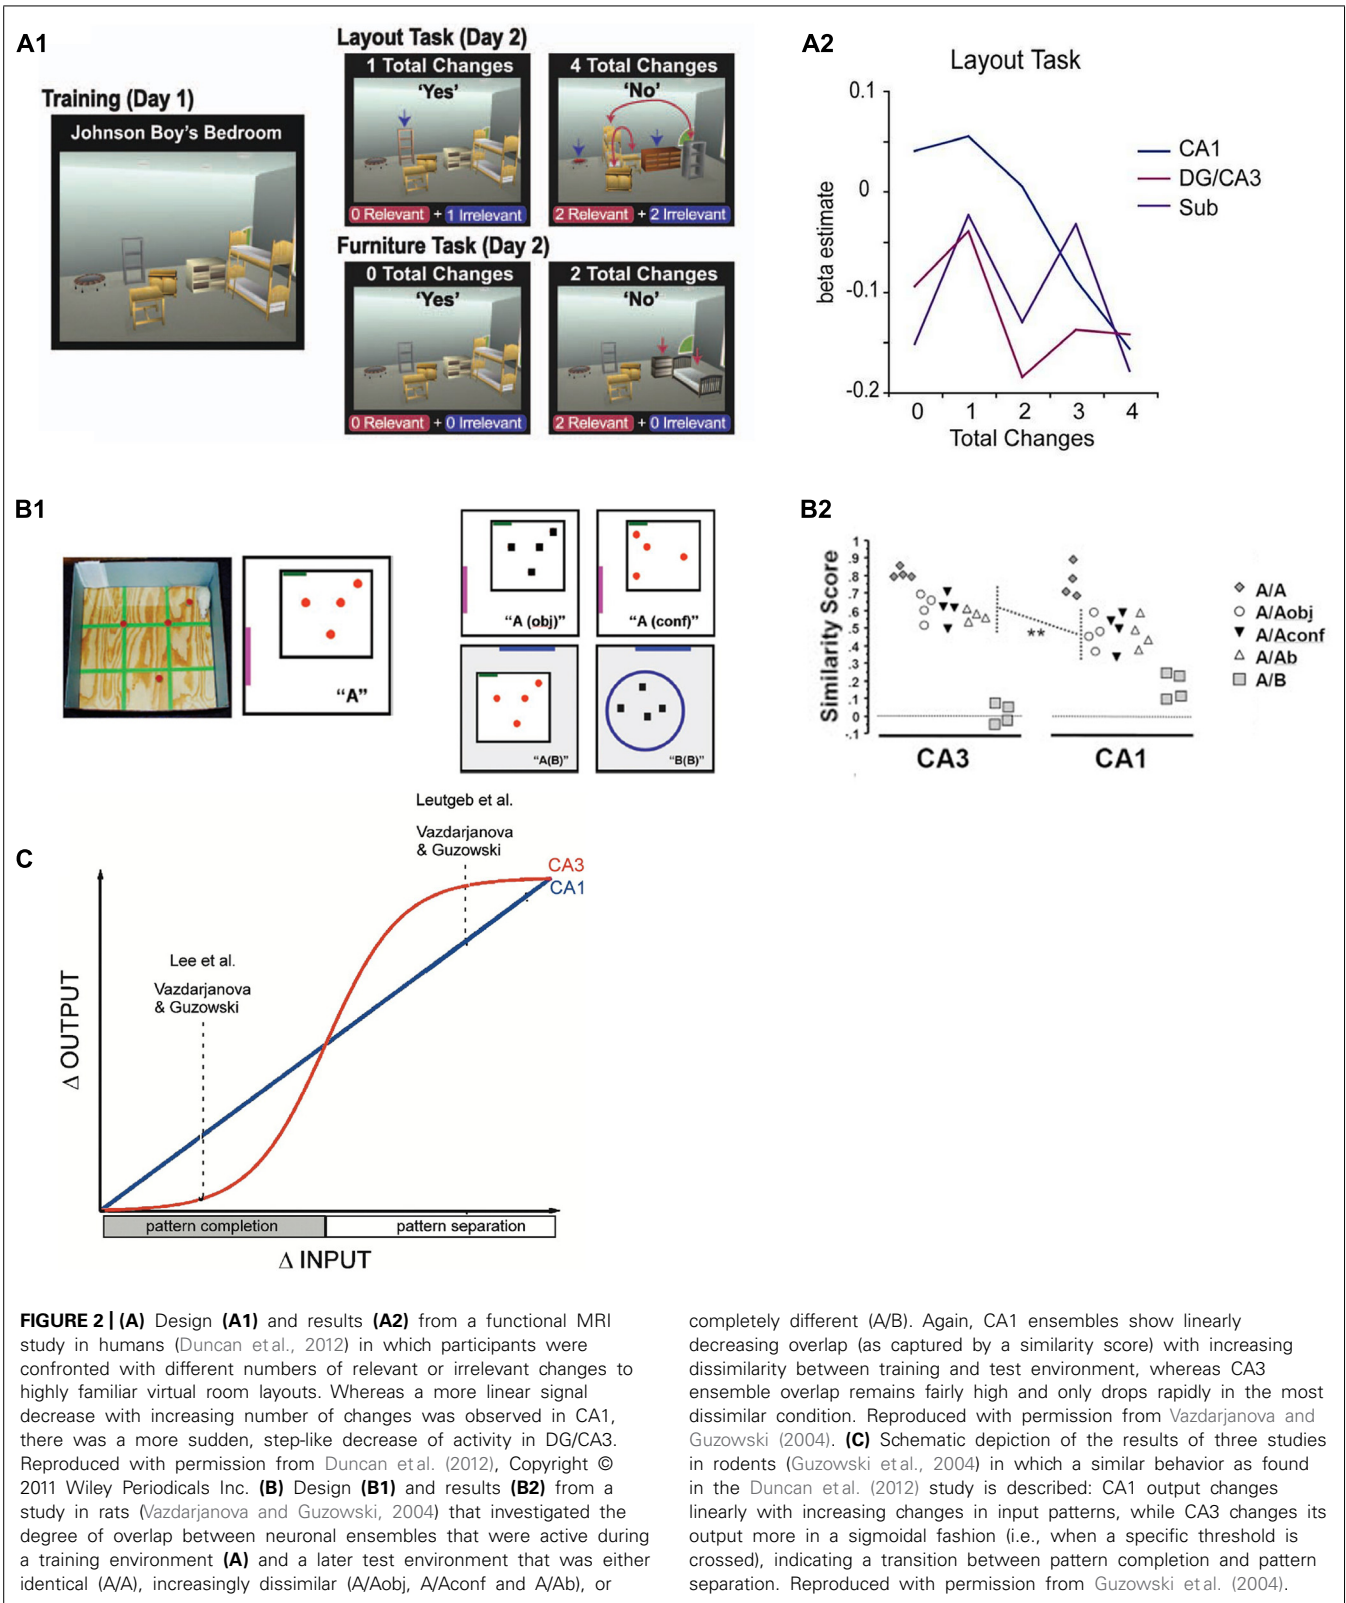 A1
Training (Day 1)
Johnson Boy's Bedroom
Layout Task (Day 2)
1 Total Changes
'Yes'
0 Relevant + 1 Irrelevant
4 Total Changes
'No'
2 Relevant + 2 Irrelevant
Furniture Task (Day 2)
0 Total Changes
'Yes'
0 Relevant + 0 Irrelevant
2 Total Changes
'No'
2 Relevant + 0 Irrelevant
A2
Layout Task
0.1
0
-0.1
-0.2
beta estimate
0 1 2 3 4
Total Changes
CA1
DG/CA3
Sub
B1
"A"
"A (obj)"
"A (conf)"
"A(B)"
"B(B)"
B2
Similarity Score
1
.9
.8
.7
.6
.5
.4
.3
.2
.1
0
-.1
**
CA3
CA1
A/A
A/Aobj
A/Aconf
A/Ab
A/B
C
Leutgeb et al.
Vazdarjanova
& Guzowski
CA3
CA1
Lee et al.
Vazdarjanova
& Guzowski
Δ OUTPUT
pattern completion
pattern separation
Δ INPUT
FIGURE 2 | (A) Design (A1) and results (A2) from a functional MRI
study in humans (Duncan et al., 2012) in which participants were
confronted with different numbers of relevant or irrelevant changes to
highly familiar virtual room layouts. Whereas a more linear signal
decrease with increasing number of changes was observed in CA1,
there was a more sudden, step-like decrease of activity in DG/CA3.
Reproduced with permission from Duncan et al. (2012), Copyright ©
2011 Wiley Periodicals Inc. (B) Design (B1) and results (B2) from a
study in rats (Vazdarjanova and Guzowski, 2004) that investigated the
degree of overlap between neuronal ensembles that were active during
a training environment (A) and a later test environment that was either
identical (A/A), increasingly dissimilar (A/Aobj, A/Aconf and A/Ab), or
completely different (A/B). Again, CA1 ensembles show linearly
decreasing overlap (as captured by a similarity score) with increasing
dissimilarity between training and test environment, whereas CA3
ensemble overlap remains fairly high and only drops rapidly in the most
dissimilar condition. Reproduced with permission from Vazdarjanova and
Guzowski (2004). (C) Schematic depiction of the results of three studies
in rodents (Guzowski et al., 2004) in which a similar behavior as found
in the Duncan et al. (2012) study is described: CA1 output changes
linearly with increasing changes in input patterns, while CA3 changes its
output more in a sigmoidal fashion (i.e., when a specific threshold is
crossed), indicating a transition between pattern completion and pattern
separation. Reproduced with permission from Guzowski et al. (2004).